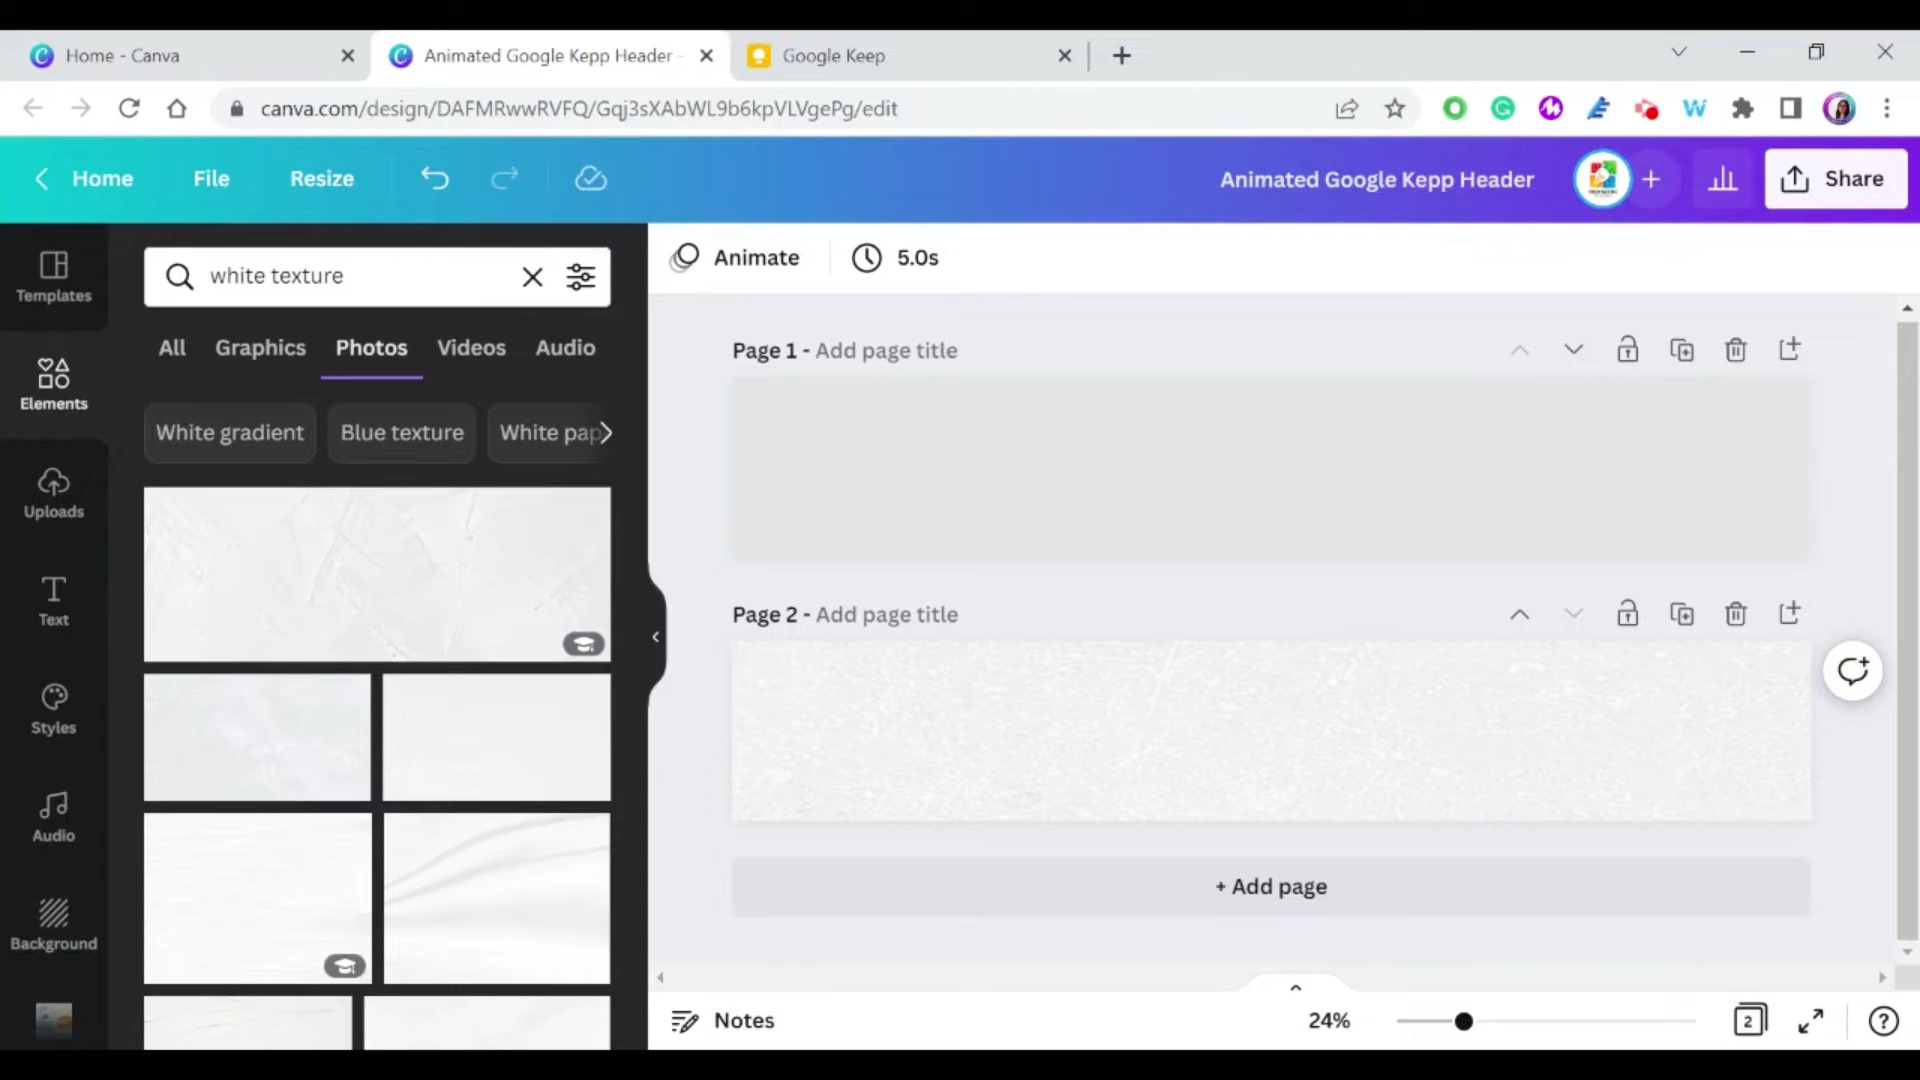 Home - Canva
Animated Google Kepp Header -
Google Keep
canva.com/design/DAFMRwwRVFQ/Gqj3sXAbWL9b6kpVLVgePg/edit
Home
File
Resize
Animated Google Kepp Header
Share
Templates
Elements
Uploads
Text
Styles
Audio
Background
white texture
All
Graphics
Photos
Videos
Audio
White gradient
Blue texture
White pap
Animate
5.0s
Page 1 - Add page title
Page 2 - Add page title
+ Add page
Notes
24%
2